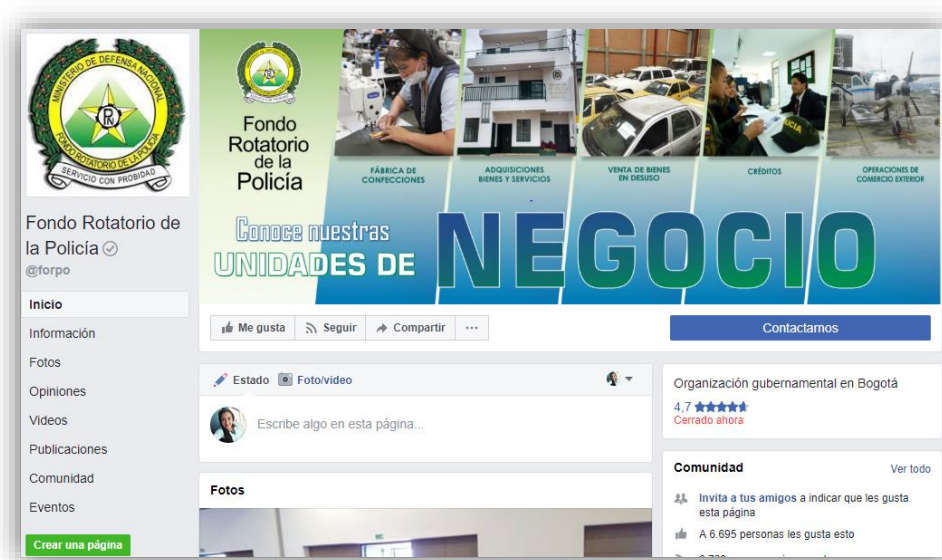 MINISTERIO DE DEFENSA NACIONAL
PN
FONDO ROTATORIO DE LA POLICIA
SERVICIO CON PROBIDAD
Fondo Rotatorio de
la Policía
@forpo
Inicio
Información
Fotos
Opiniones
Videos
Publicaciones
Comunidad
Eventos
Crear una página
Fondo
Rotatorio
de la
Policía
FÁBRICA DE
CONFECCIONES
ADQUISICIONES
BIENES Y SERVICIOS
VENTA DE BIENES
EN DESUSO
CRÉDITOS
OPERACIONES DE
COMERCIO EXTERIOR
Conoce nuestras
UNIDADES DE
NEGOCIO
Me gusta
Seguir
Compartir
...
Contactarnos
Estado
Foto/video
Escribe algo en esta página...
Fotos
Organización gubernamental en Bogotá
4,7
Cerrado ahora
Comunidad
Ver todo
Invita a tus amigos a indicar que les gusta
esta página
A 6.695 personas les gusta esto